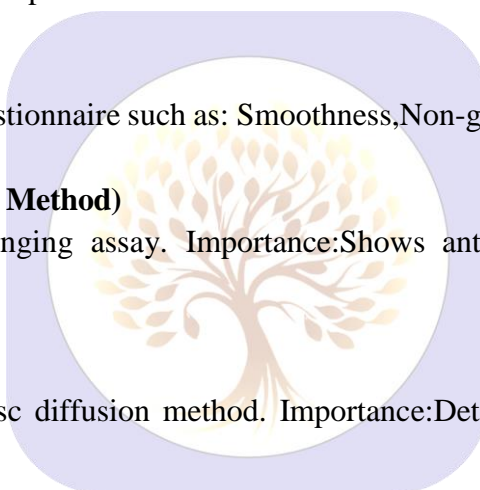 stionnaire such as: Smoothness,Non-g
Method)
nging assay. Importance:Shows ant
sc diffusion method. Importance:Det